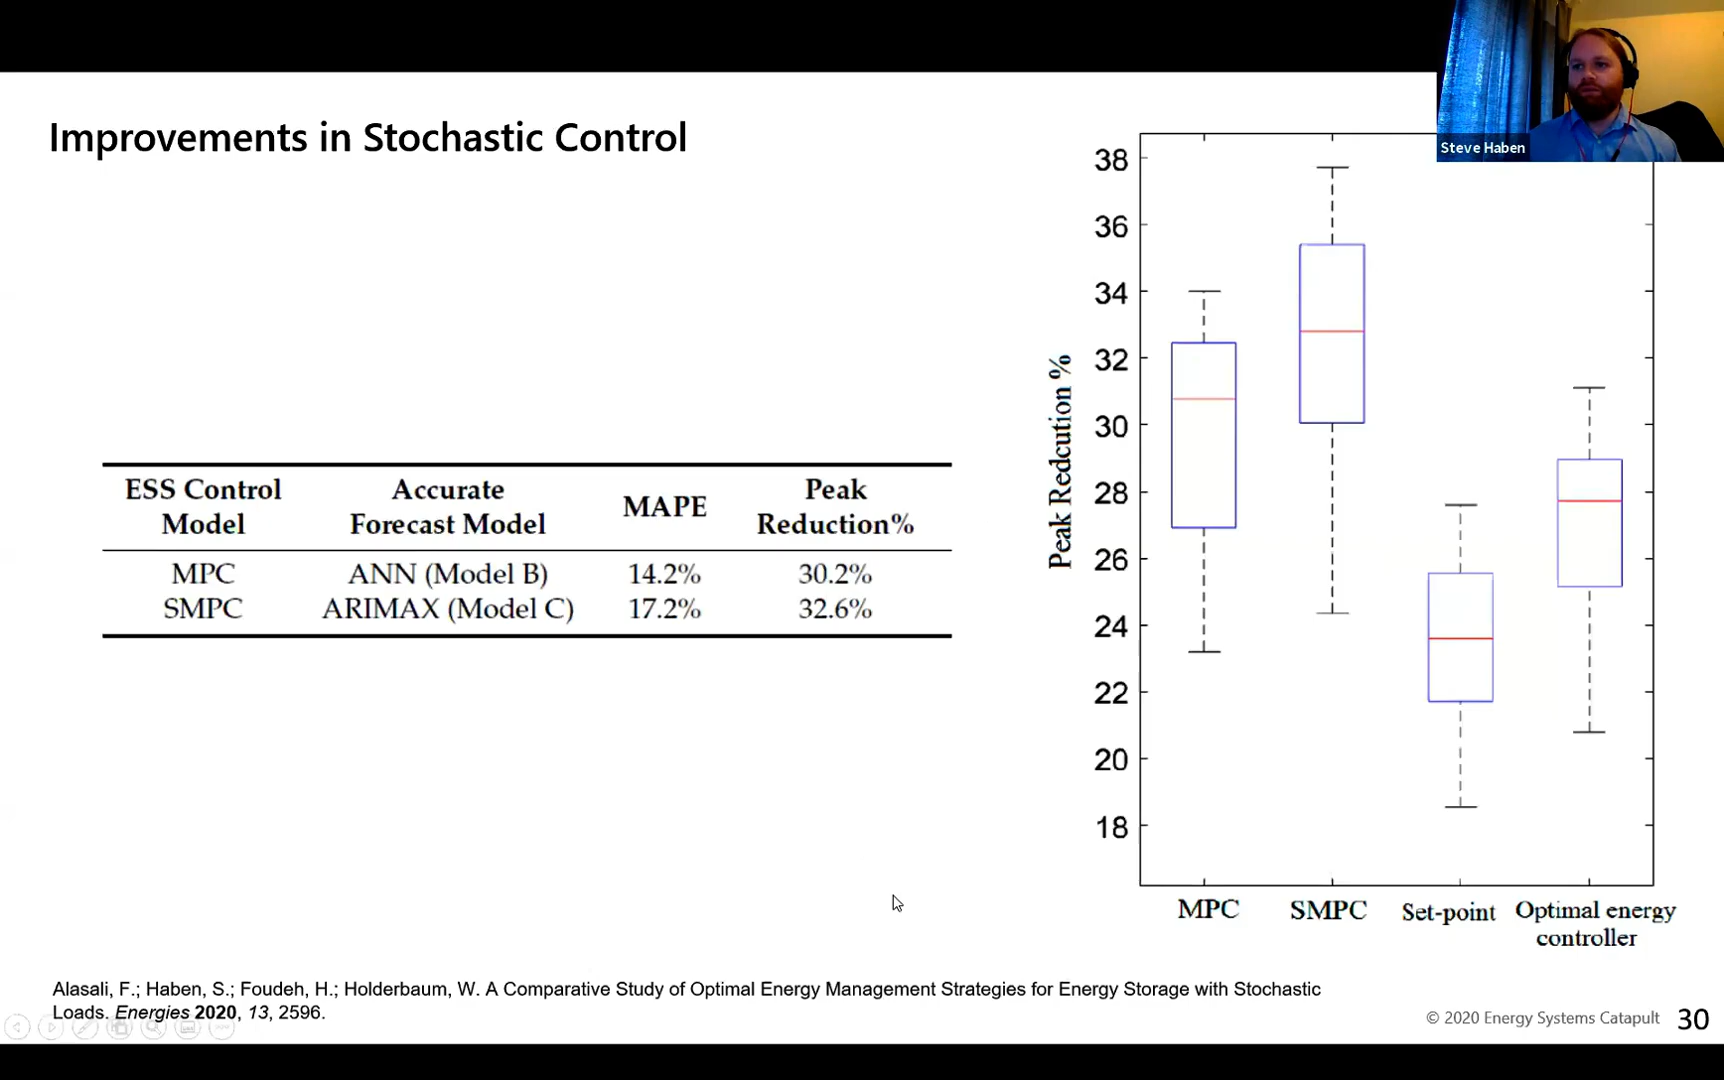 Steve Haben
Improvements in Stochastic Control
ESS Control Model Accurate Forecast Model MAPE Peak Reduction%
MPC ANN (Model B) 14.2% 30.2%
SMPC ARIMAX (Model C) 17.2% 32.6%
Peak Redcution %
38
36
34
32
30
28
26
24
22
20
18
MPC SMPC Set-point Optimal energy controller
Alasali, F.; Haben, S.; Foudeh, H.; Holderbaum, W. A Comparative Study of Optimal Energy Management Strategies for Energy Storage with Stochastic
Loads. Energies 2020, 13, 2596.
© 2020 Energy Systems Catapult 30